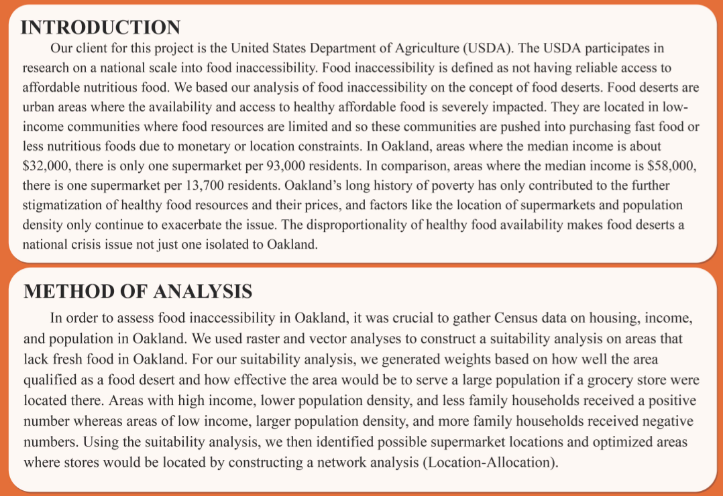 INTRODUCTION
Our client for this project is the United States Department of Agriculture (USDA). The USDA participates in
research on a national scale into food inaccessibility. Food inaccessibility is defined as not having reliable access to
affordable nutritious food. We based our analysis of food inaccessibility on the concept of food deserts. Food deserts are
urban areas where the availability and access to healthy affordable food is severely impacted. They are located in low-
income communities where food resources are limited and so these communities are pushed into purchasing fast food or
less nutritious foods due to monetary or location constraints. In Oakland, areas where the median income is about
$32,000, there is only one supermarket per 93,000 residents. In comparison, areas where the median income is $58,000,
there is one supermarket per 13,700 residents. Oakland's long history of poverty has only contributed to the further
stigmatization of healthy food resources and their prices, and factors like the location of supermarkets and population
density only continue to exacerbate the issue. The disproportionality of healthy food availability makes food deserts a
national crisis issue not just one isolated to Oakland.
METHOD OF ANALYSIS
In order to assess food inaccessibility in Oakland, it was crucial to gather Census data on housing, income,
and population in Oakland. We used raster and vector analyses to construct a suitability analysis on areas that
lack fresh food in Oakland. For our suitability analysis, we generated weights based on how well the area
qualified as a food desert and how effective the area would be to serve a large population if a grocery store were
located there. Areas with high income, lower population density, and less family households received a positive
number whereas areas of low income, larger population density, and more family households received negative
numbers. Using the suitability analysis, we then identified possible supermarket locations and optimized areas
where stores would be located by constructing a network analysis (Location-Allocation).